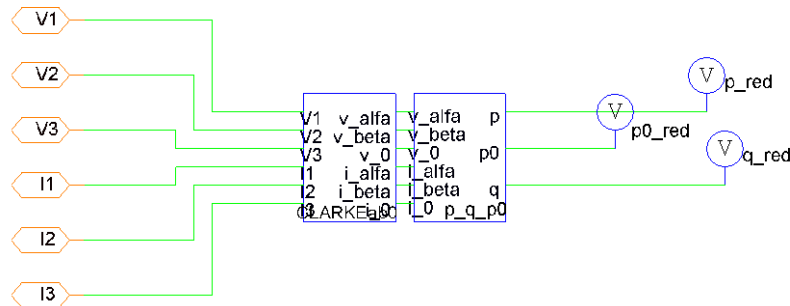 V1
V2
V3
I1
I2
I3
V1 v_alfa
V2 v_beta
V3 v_0
I1 i_alfa
I2 i_beta
I3 i_0
v_alfa p
v_beta
v_0 p0
i_alfa
i_beta q
i_0 p_q_p0
V p_red
V p0_red
V q_red